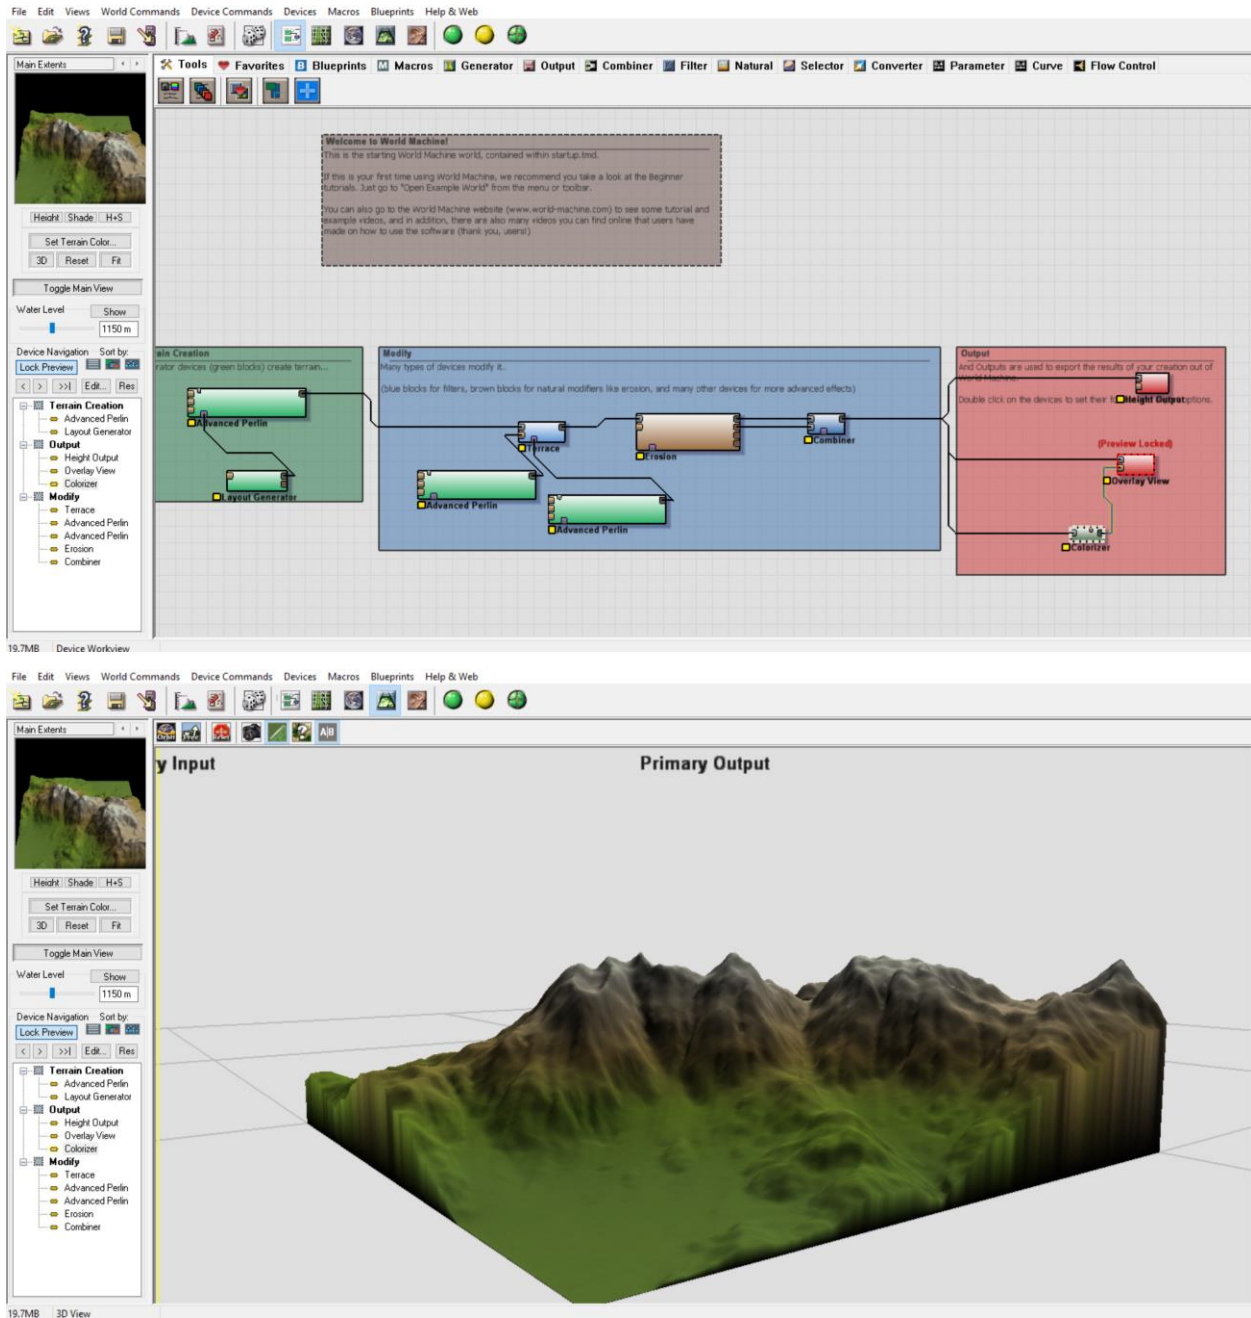 File Edit Views World Commands Device Commands Devices Macros Blueprints Help & Web
Main Extents
Tools Favorites Blueprints Macros Generator Output Combiner Filter Natural Selector Converter Parameter Curve Flow Control
Height Shade H+S
Set Terrain Color...
3D Reset Fit
Toggle Main View
Water Level Show
1150 m
Device Navigation Sort by:
Lock Preview
< > >>| Edit... Res
Terrain Creation
Advanced Perlin
Layout Generator
Output
Height Output
Overlay View
Colorizer
Modify
Terrace
Advanced Perlin
Advanced Perlin
Erosion
Combiner
Welcome to World Machine!
This is the starting World Machine world, contained within startup.tmd.
If this is your first time using World Machine, we recommend you take a look at the Beginner
tutorials. Just go to "Open Example World" from the menu or toolbar.
You can also go to the World Machine website (www.world-machine.com) to see some tutorial and
example videos, and in addition, there are also many videos you can find online that users have
made on how to use the software (thank you, users!)
ain Creation
rator devices (green blocks) create terrain...
Advanced Perlin
Layout Generator
Modify
Many types of devices modify it..
(blue blocks for filters, brown blocks for natural modifiers like erosion, and many other devices for more advanced effects)
Terrace
Erosion
Combiner
Advanced Perlin
Advanced Perlin
Output
And Outputs are used to export the results of your creation out of
World Machine.
Double click on the devices to set their fo
Height Output
ptions.
(Preview Locked)
Overlay View
Colorizer
19.7MB Device Workview
File Edit Views World Commands Device Commands Devices Macros Blueprints Help & Web
Main Extents
A|B
y Input
Primary Output
Height Shade H+S
Set Terrain Color...
3D Reset Fit
Toggle Main View
Water Level Show
1150 m
Device Navigation Sort by:
Lock Preview
< > >>| Edit... Res
Terrain Creation
Advanced Perlin
Layout Generator
Output
Height Output
Overlay View
Colorizer
Modify
Terrace
Advanced Perlin
Advanced Perlin
Erosion
Combiner
19.7MB 3D View